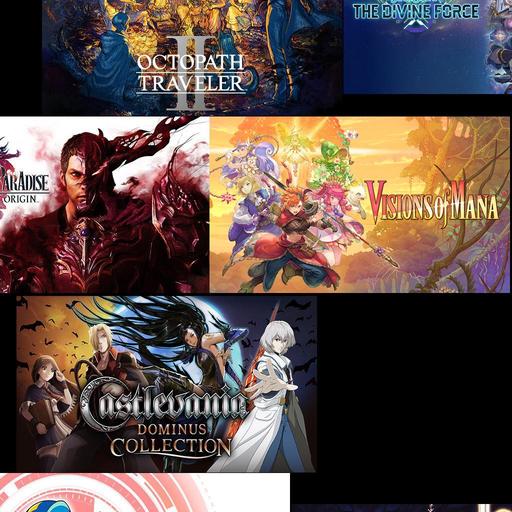 THE DIVINE FORCE
OCTOPATH
TRAVELER
II
ARADISE
ORIGIN
VISIONS of MANA
Castlevania
DOMINUS
COLLECTION